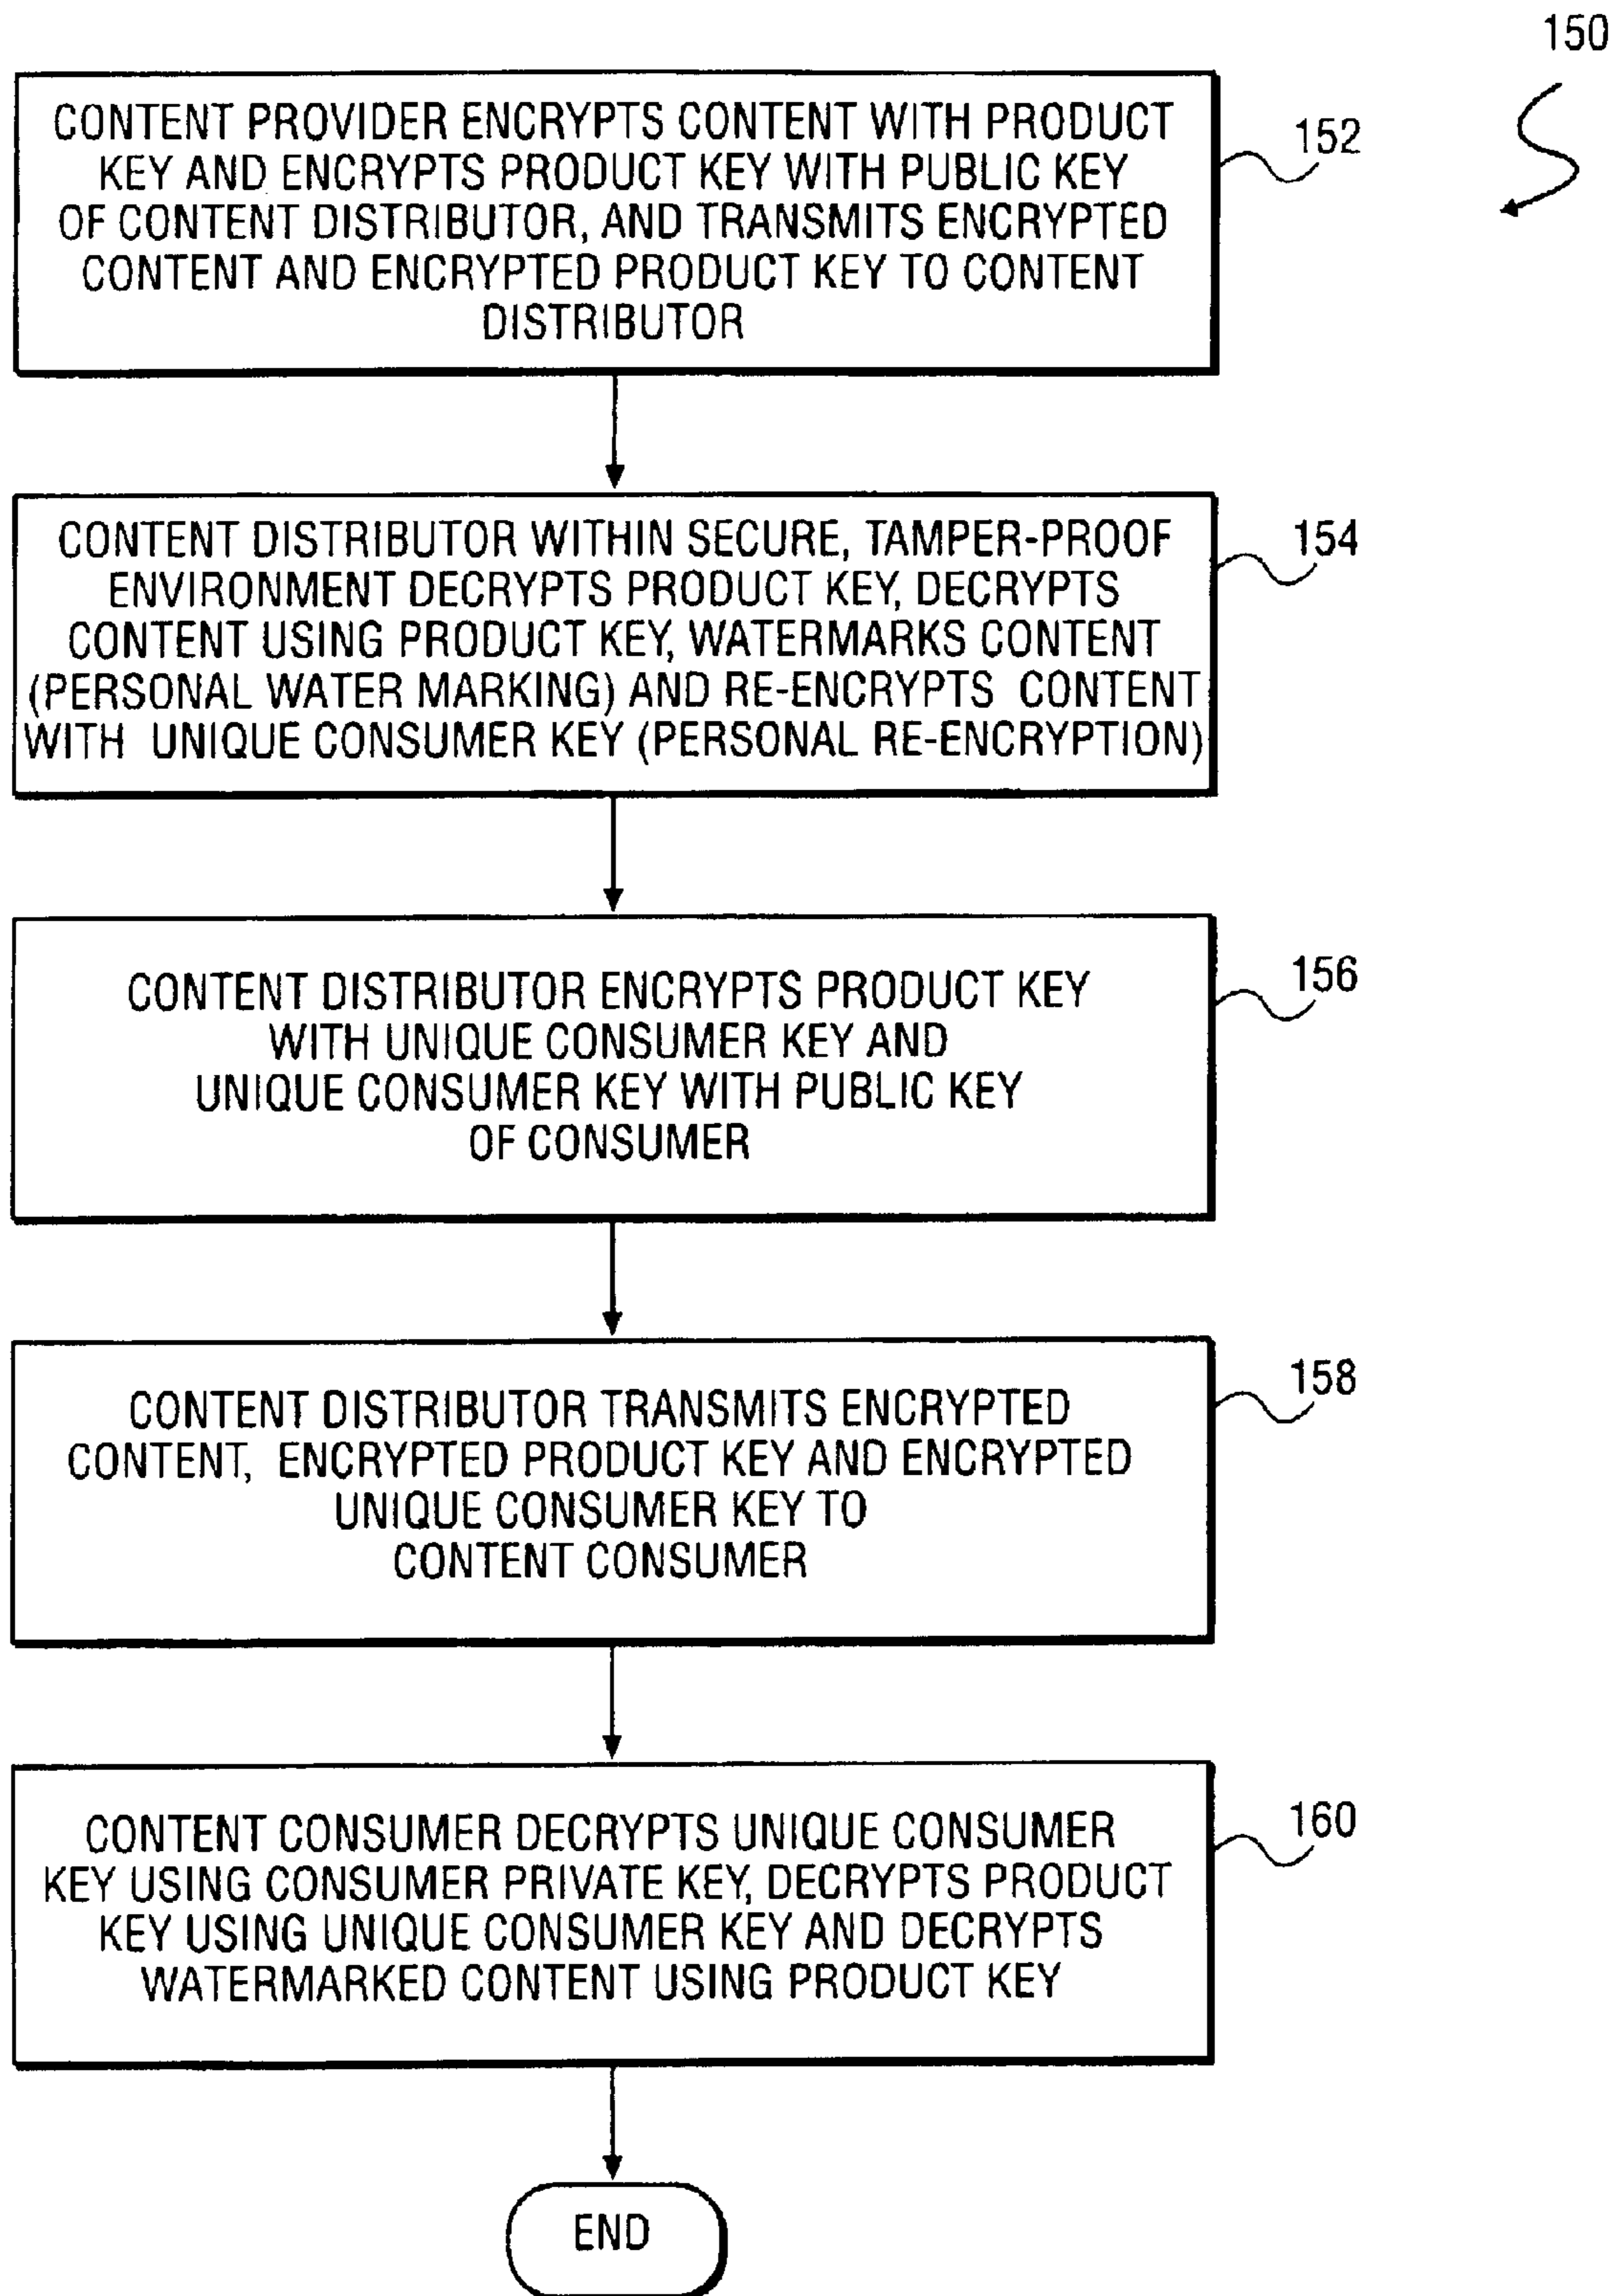 150
CONTENT PROVIDER ENCRYPTS CONTENT WITH PRODUCT
KEY AND ENCRYPTS PRODUCT KEY WITH PUBLIC KEY
OF CONTENT DISTRIBUTOR, AND TRANSMITS ENCRYPTED
CONTENT AND ENCRYPTED PRODUCT KEY TO CONTENT
DISTRIBUTOR
152
CONTENT DISTRIBUTOR WITHIN SECURE, TAMPER-PROOF
ENVIRONMENT DECRYPTS PRODUCT KEY, DECRYPTS
CONTENT USING PRODUCT KEY, WATERMARKS CONTENT
(PERSONAL WATER MARKING) AND RE-ENCRYPTS CONTENT
WITH UNIQUE CONSUMER KEY (PERSONAL RE-ENCRYPTION)
154
CONTENT DISTRIBUTOR ENCRYPTS PRODUCT KEY
WITH UNIQUE CONSUMER KEY AND
UNIQUE CONSUMER KEY WITH PUBLIC KEY
OF CONSUMER
156
CONTENT DISTRIBUTOR TRANSMITS ENCRYPTED
CONTENT, ENCRYPTED PRODUCT KEY AND ENCRYPTED
UNIQUE CONSUMER KEY TO
CONTENT CONSUMER
158
CONTENT CONSUMER DECRYPTS UNIQUE CONSUMER
KEY USING CONSUMER PRIVATE KEY, DECRYPTS PRODUCT
KEY USING UNIQUE CONSUMER KEY AND DECRYPTS
WATERMARKED CONTENT USING PRODUCT KEY
160
END